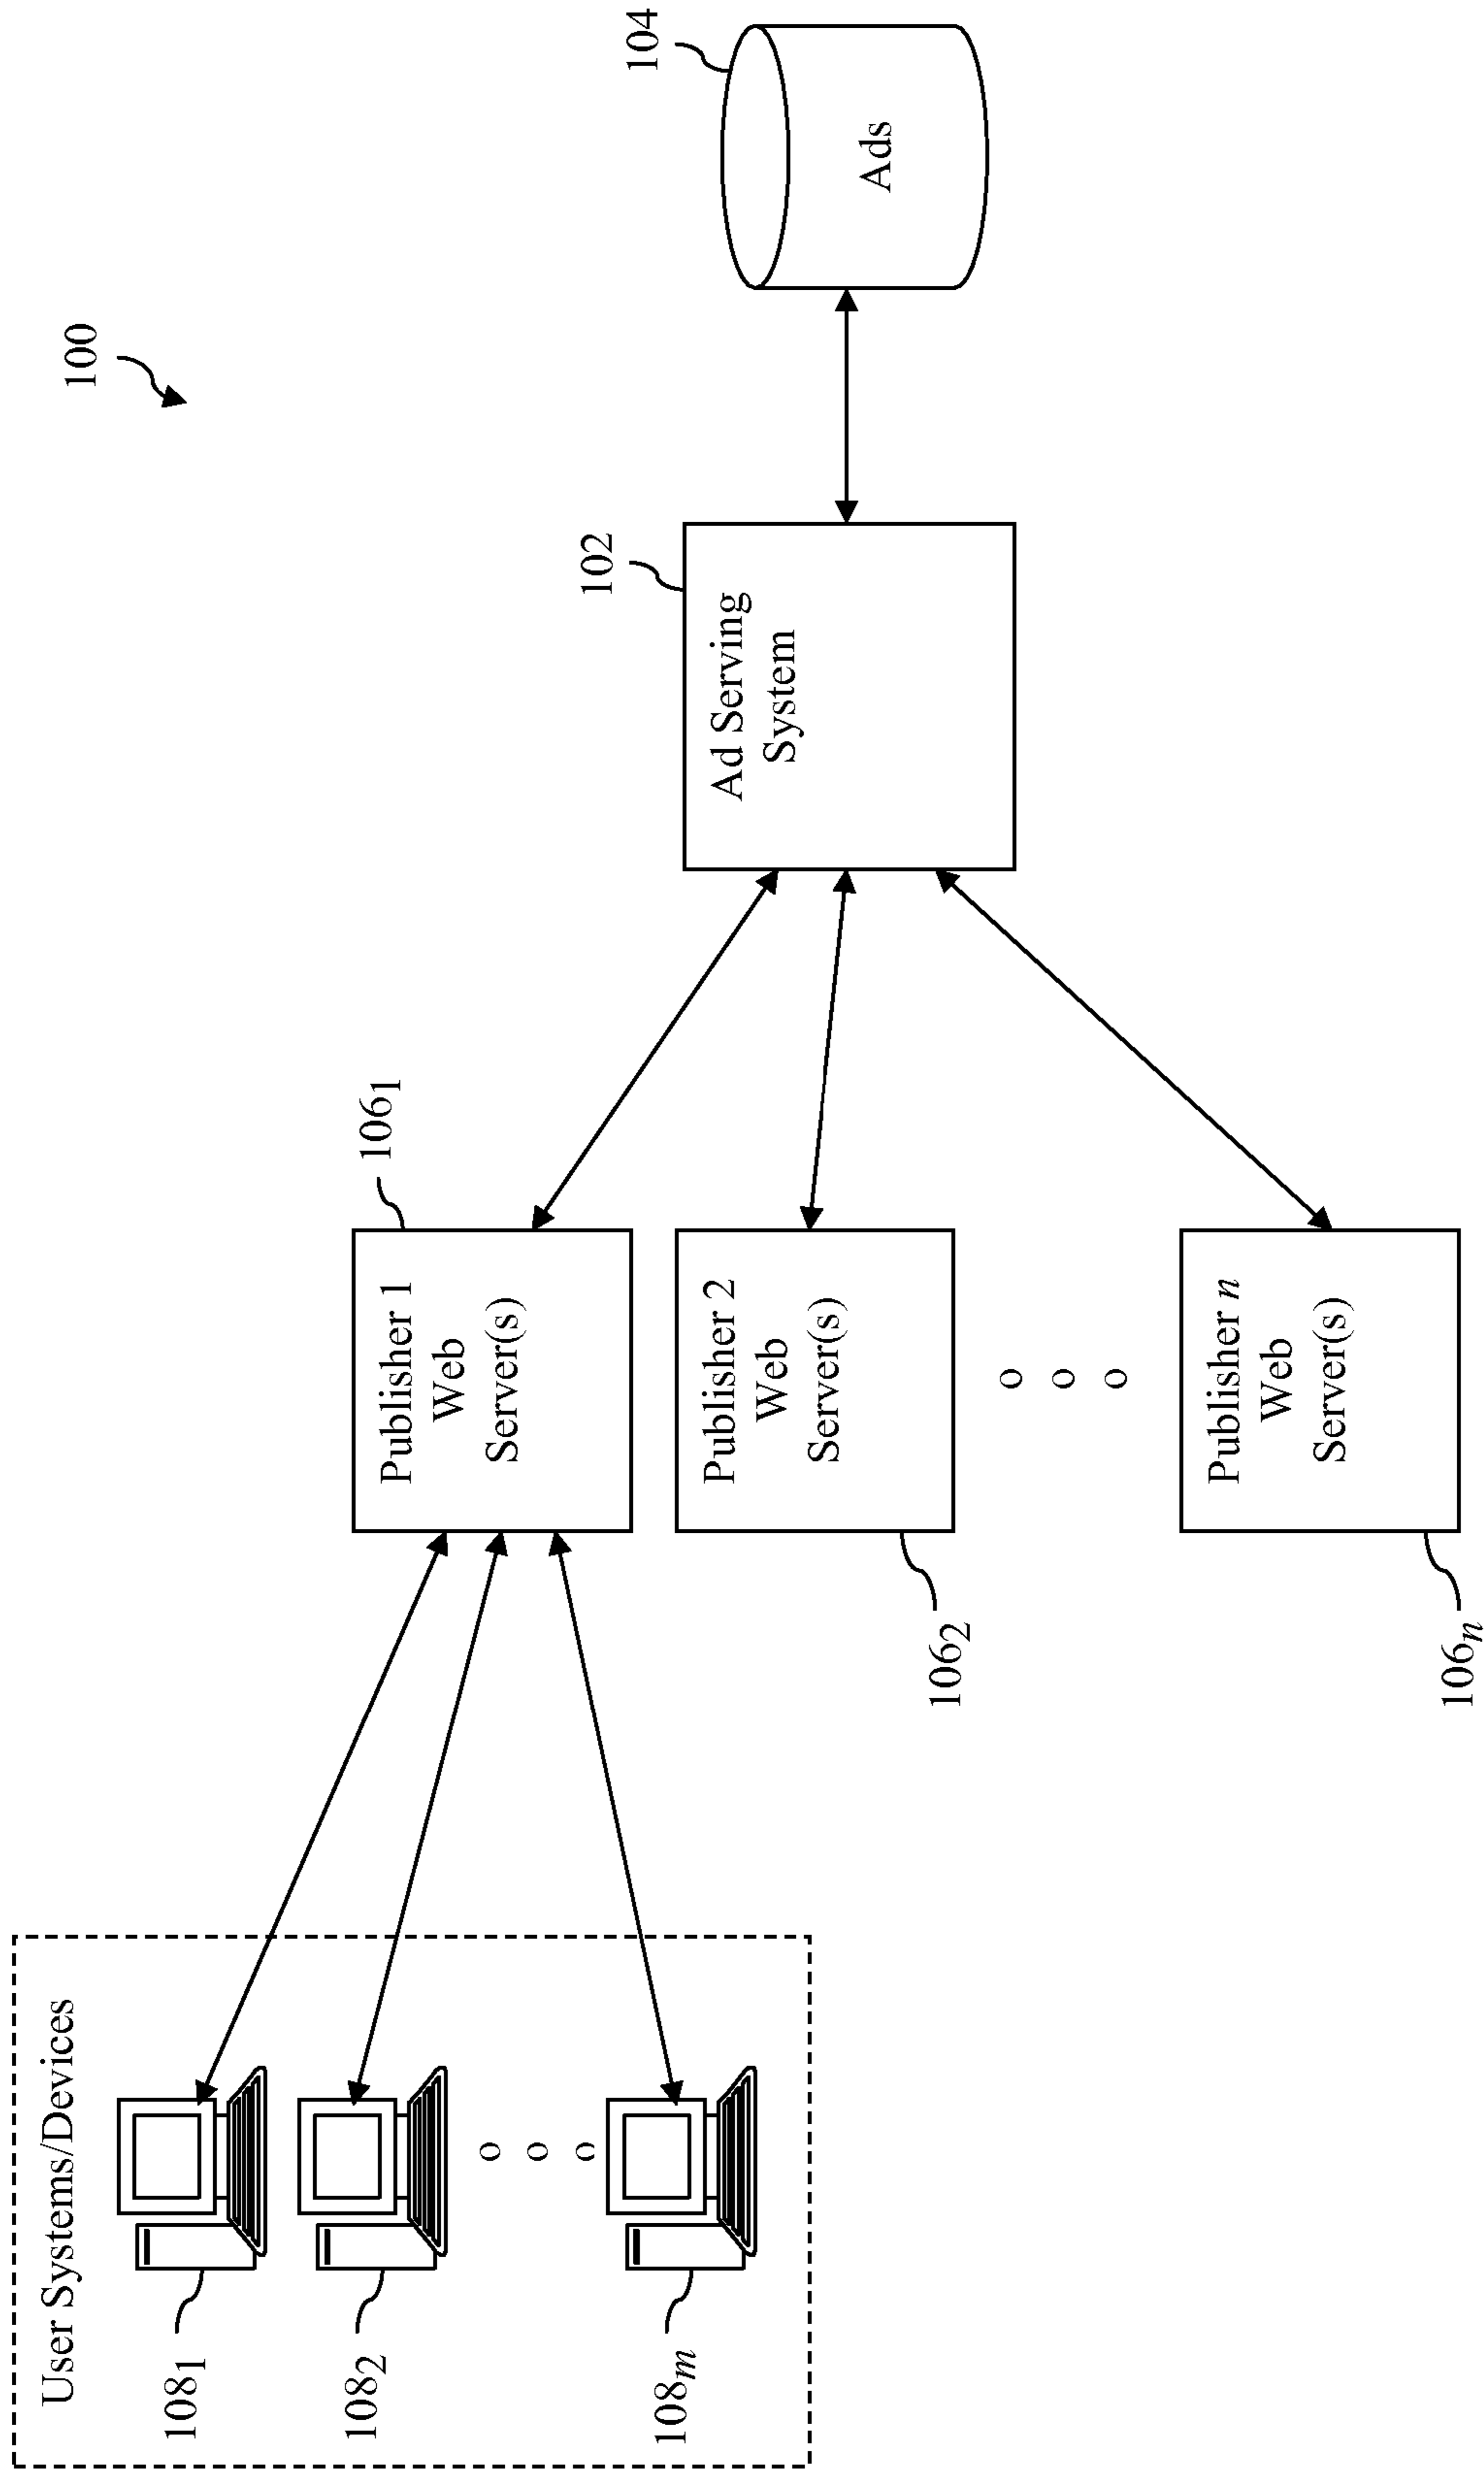 100
User Systems/Devices
108₁
108₂
108ₘ
106₁
Publisher 1
Web
Server(s)
Publisher 2
Web
Server(s)
106₂
Publisher n
Web
Server(s)
106ₙ
102
Ad Serving
System
104
Ads